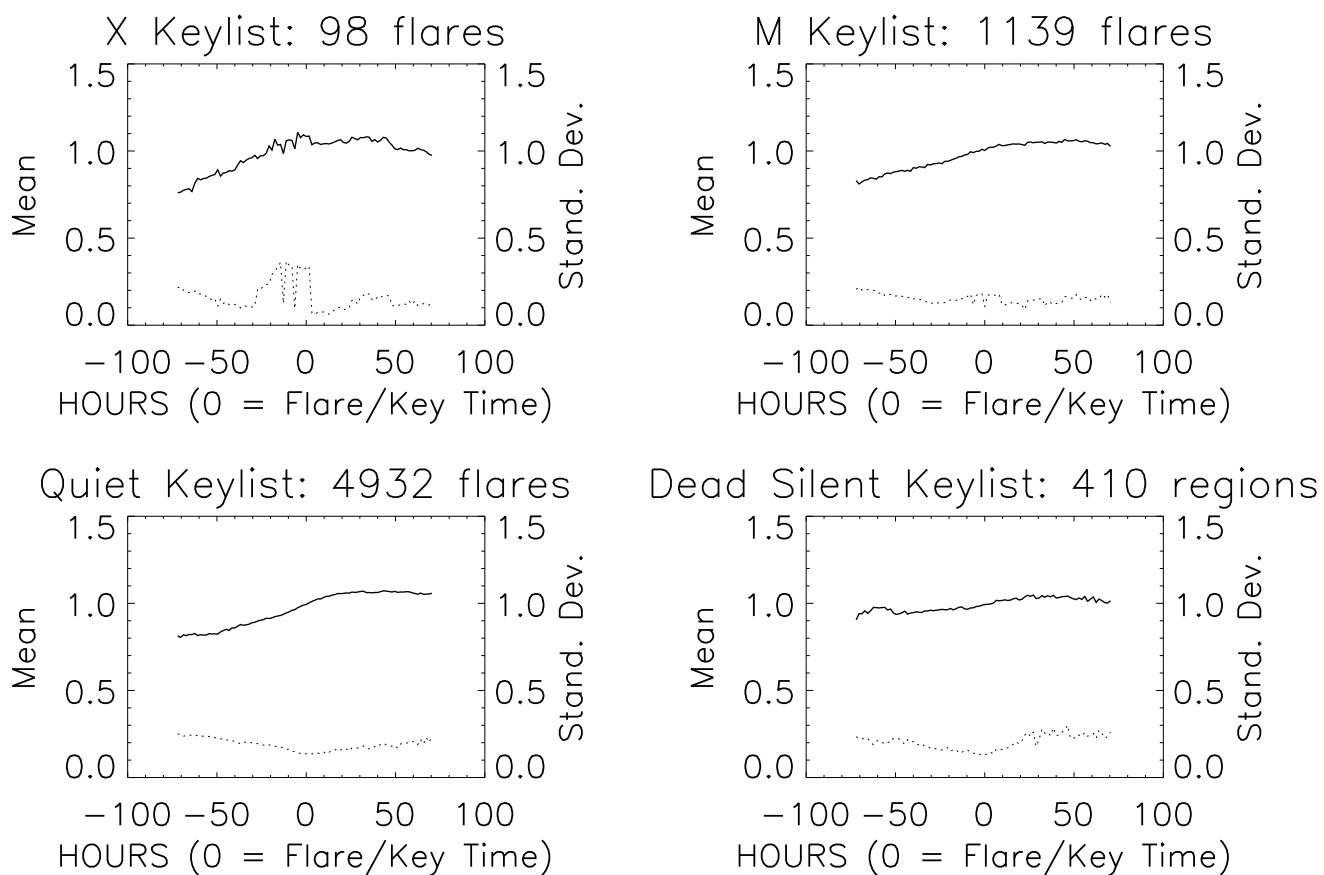 X Keylist: 98 flares
1.5
1.0
0.5
0.0
Mean
1.5
1.0
0.5
0.0
Stand. Dev.
−100 −50 0 50 100
HOURS (0 = Flare/Key Time)
M Keylist: 1139 flares
1.5
1.0
0.5
0.0
Mean
1.5
1.0
0.5
0.0
Stand. Dev.
−100 −50 0 50 100
HOURS (0 = Flare/Key Time)
Quiet Keylist: 4932 flares
1.5
1.0
0.5
0.0
Mean
1.5
1.0
0.5
0.0
Stand. Dev.
−100 −50 0 50 100
HOURS (0 = Flare/Key Time)
Dead Silent Keylist: 410 regions
1.5
1.0
0.5
0.0
Mean
1.5
1.0
0.5
0.0
Stand. Dev.
−100 −50 0 50 100
HOURS (0 = Flare/Key Time)